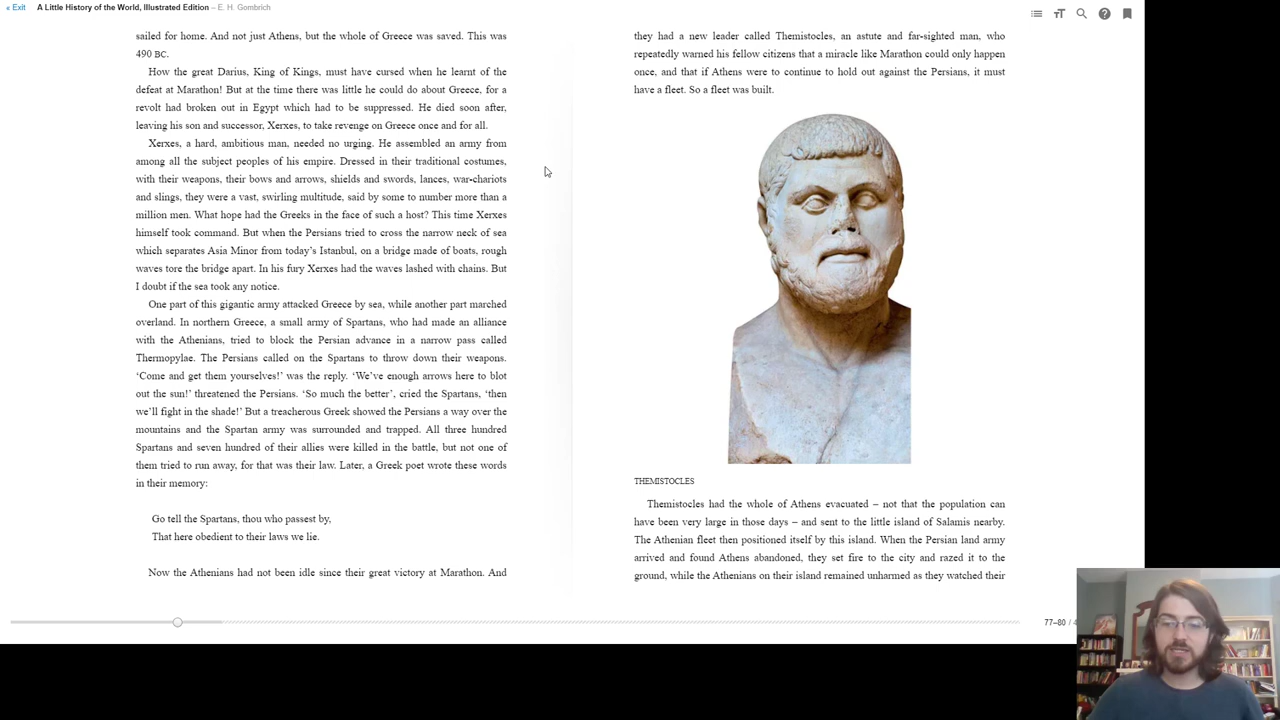 « Exit A Little History of the World, Illustrated Edition – E. H. Gombrich
sailed for home. And not just Athens, but the whole of Greece was saved. This was
490 BC.
How the great Darius, King of Kings, must have cursed when he learnt of the
defeat at Marathon! But at the time there was little he could do about Greece, for a
revolt had broken out in Egypt which had to be suppressed. He died soon after,
leaving his son and successor, Xerxes, to take revenge on Greece once and for all.
Xerxes, a hard, ambitious man, needed no urging. He assembled an army from
among all the subject peoples of his empire. Dressed in their traditional costumes,
with their weapons, their bows and arrows, shields and swords, lances, war-chariots
and slings, they were a vast, swirling multitude, said by some to number more than a
million men. What hope had the Greeks in the face of such a host? This time Xerxes
himself took command. But when the Persians tried to cross the narrow neck of sea
which separates Asia Minor from today’s Istanbul, on a bridge made of boats, rough
waves tore the bridge apart. In his fury Xerxes had the waves lashed with chains. But
I doubt if the sea took any notice.
One part of this gigantic army attacked Greece by sea, while another part marched
overland. In northern Greece, a small army of Spartans, who had made an alliance
with the Athenians, tried to block the Persian advance in a narrow pass called
Thermopylae. The Persians called on the Spartans to throw down their weapons.
‘Come and get them yourselves!’ was the reply. ‘We’ve enough arrows here to blot
out the sun!’ threatened the Persians. ‘So much the better’, cried the Spartans, ‘then
we’ll fight in the shade!’ But a treacherous Greek showed the Persians a way over the
mountains and the Spartan army was surrounded and trapped. All three hundred
Spartans and seven hundred of their allies were killed in the battle, but not one of
them tried to run away, for that was their law. Later, a Greek poet wrote these words
in their memory:
Go tell the Spartans, thou who passest by,
That here obedient to their laws we lie.
Now the Athenians had not been idle since their great victory at Marathon. And
they had a new leader called Themistocles, an astute and far-sighted man, who
repeatedly warned his fellow citizens that a miracle like Marathon could only happen
once, and that if Athens were to continue to hold out against the Persians, it must
have a fleet. So a fleet was built.
THEMISTOCLES
Themistocles had the whole of Athens evacuated – not that the population can
have been very large in those days – and sent to the little island of Salamis nearby.
The Athenian fleet then positioned itself by this island. When the Persian land army
arrived and found Athens abandoned, they set fire to the city and razed it to the
ground, while the Athenians on their island remained unharmed as they watched their
77–80 /